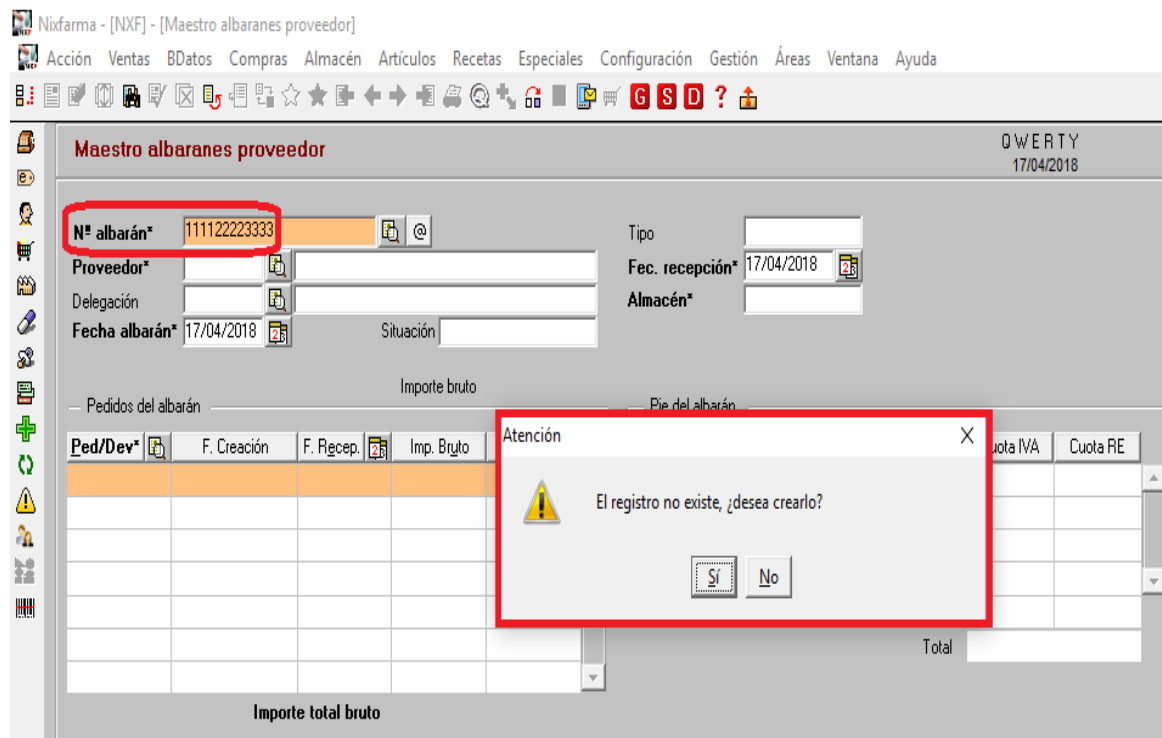 Nixfarma - [NXF] - [Maestro albaranes proveedor]
Acción Ventas BDatos Compras Almacén Artículos Recetas Especiales Configuración Gestión Áreas Ventana Ayuda
G S D ?
Maestro albaranes proveedor
QWERTY
17/04/2018
Nº albarán* 111122223333 @ Tipo
Proveedor* Fec. recepción* 17/04/2018
Delegación Almacén*
Fecha albarán* 17/04/2018 Situación
Importe bruto
Pedidos del albarán Pie del albarán
Ped/Dev* F. Creación F. Recep. Imp. Bruto uota IVA Cuota RE
Atención X
El registro no existe, ¿desea crearlo?
Sí No
Total
Importe total bruto